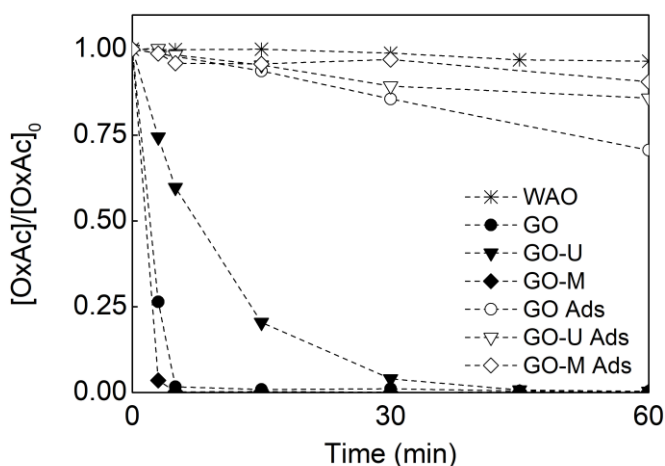 [OxAc]/[OxAc]₀
1.00
0.75
0.50
0.25
0.00
WAO
GO
GO-U
GO-M
GO Ads
GO-U Ads
GO-M Ads
0
30
60
Time (min)